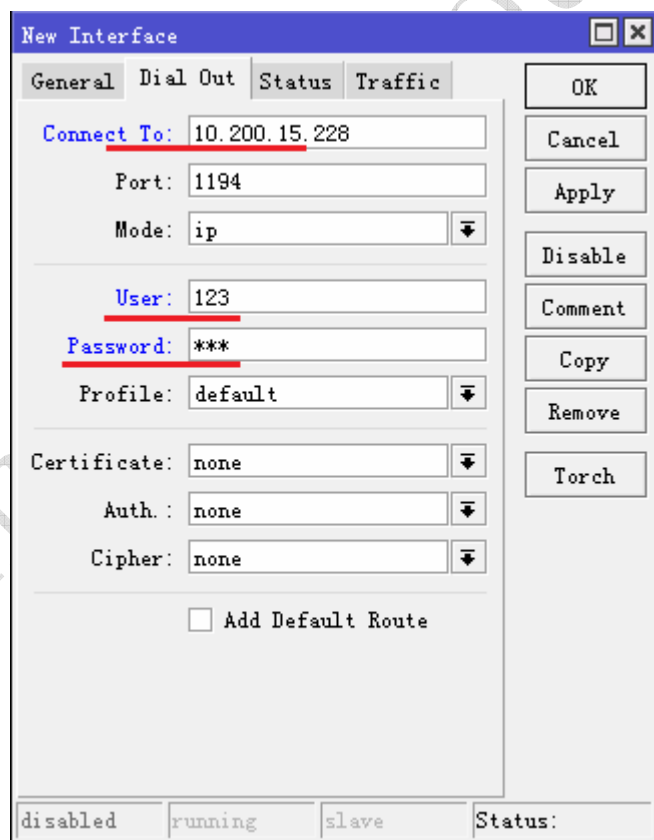 New Interface
General Dial Out Status Traffic
OK
Connect To: 10.200.15.228
Cancel
Port: 1194
Apply
Mode: ip
Disable
User: 123
Comment
Password: ***
Copy
Profile: default
Remove
Certificate: none
Torch
Auth.: none
Cipher: none
Add Default Route
disabled running slave Status: